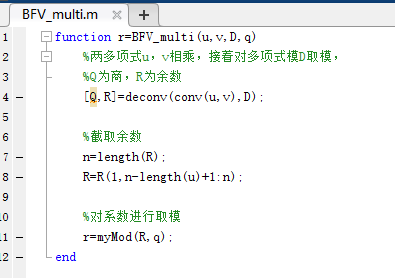 BFV_multi.m × +
1 function r=BFV_multi(u,v,D,q)
2 %两多项式u, v相乘, 接着对多项式模D取模,
3 %Q为商, R为余数
4 — [Q,R]=deconv(conv(u,v),D);
5
6 %截取余数
7 — n=length(R);
8 — R=R(1,n-length(u)+1:n);
9
10 %对系数进行取模
11 — r=myMod(R,q);
12 — end